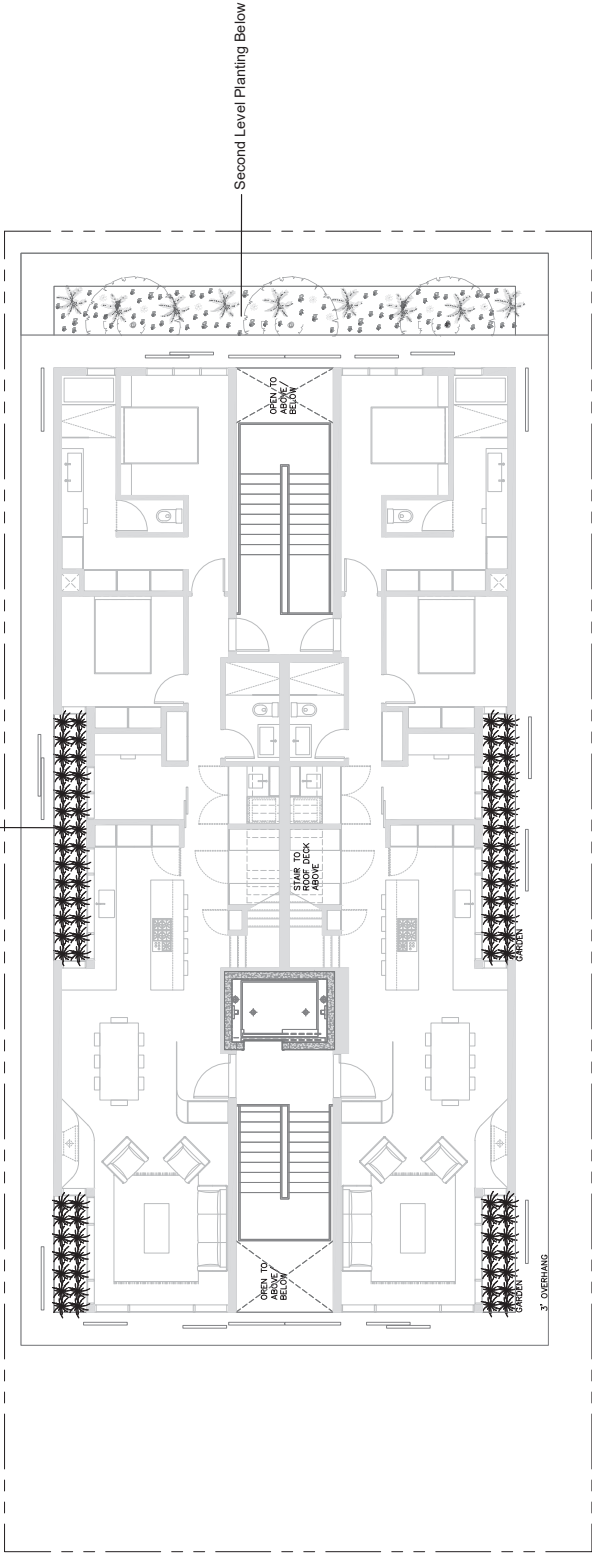 Second Level Planting Below
OPEN TO
ABOVE
BELOW
STAIR TO
ROOF DECK
ABOVE
GARDEN
OPEN TO
ABOVE
BELOW
GARDEN
3' OVERHANG